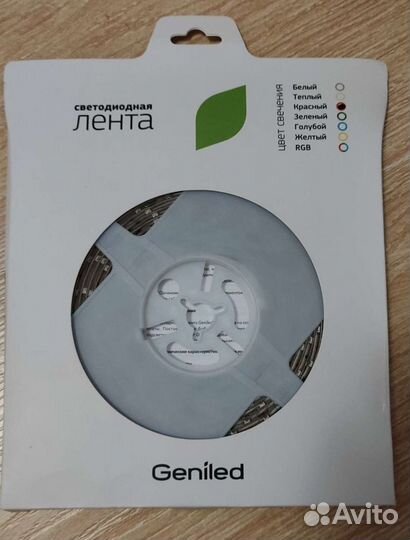 светодиодная
лента
цвет свечения
Белый
Теплый
Красный
Зеленый
Голубой
Желтый
RGB
Geniled
Avito